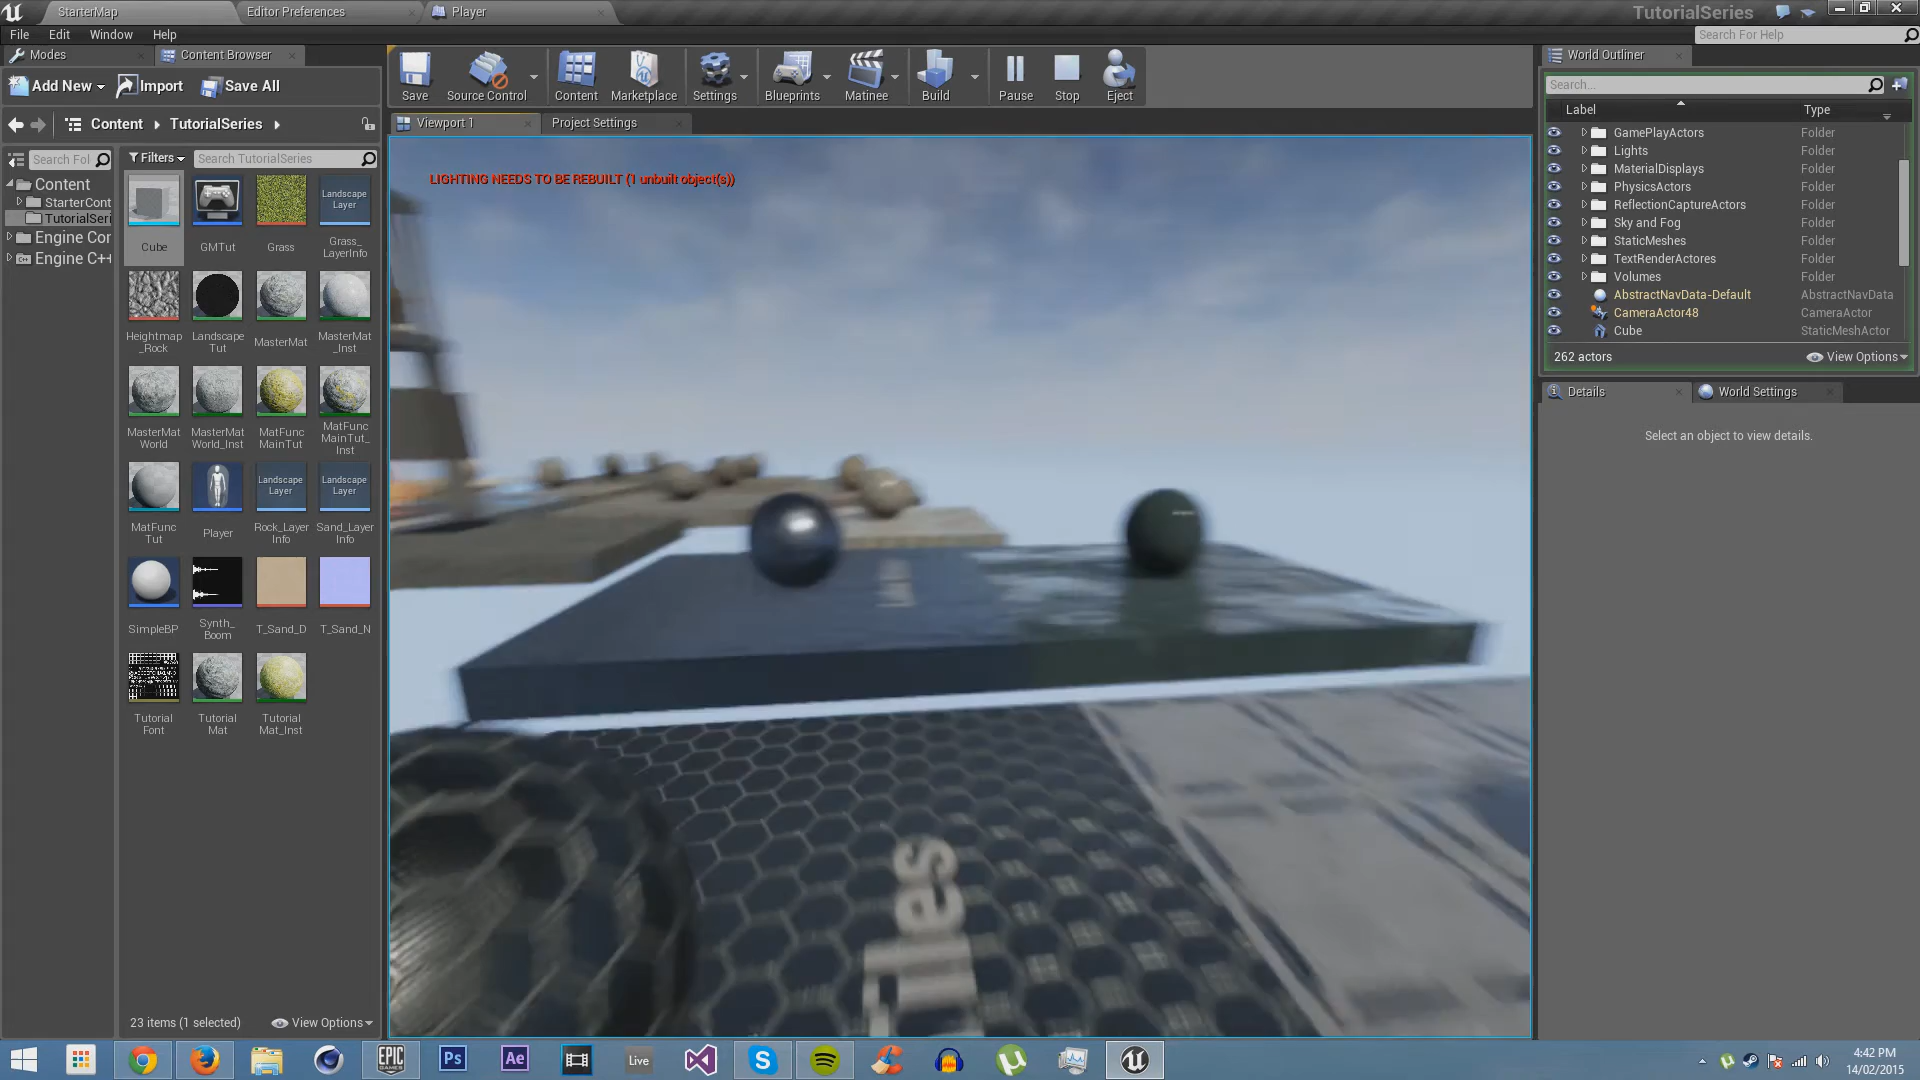 StarterMap
Editor Preferences
Player
TutorialSeries
File
Edit
Window
Help
Search For Help
Modes
Content Browser
Add New
Import
Save All
Save
Source Control
Content
Marketplace
Settings
Blueprints
Matinee
Build
Pause
Stop
Eject
World Outliner
Search...
Label
Type
Content
TutorialSeries
Viewport 1
Project Settings
Search Fol
Filters
Search TutorialSeries
Content
StarterCont
TutorialSeri
Engine Con
Engine C++
Landscape
Layer
Cube
GMTut
Grass
Grass_
LayerInfo
Heightmap
_Rock
Landscape
Tut
MasterMat
MasterMat
_Inst
MasterMat
World
MasterMat
World_Inst
MatFunc
MainTut
MatFunc
MainTut_
Inst
Landscape
Layer
Landscape
Layer
MatFunc
Tut
Player
Rock_Layer
Info
Sand_Layer
Info
SimpleBP
Synth_
Boom
T_Sand_D
T_Sand_N
Tutorial
Font
Tutorial
Mat
Tutorial
Mat_Inst
23 items (1 selected)
View Options
LIGHTING NEEDS TO BE REBUILT (1 unbuilt object(s))
GamePlayActors Folder
Lights Folder
MaterialDisplays Folder
PhysicsActors Folder
ReflectionCaptureActors Folder
Sky and Fog Folder
StaticMeshes Folder
TextRenderActores Folder
Volumes Folder
AbstractNavData-Default AbstractNavData
CameraActor48 CameraActor
Cube StaticMeshActor
262 actors
View Options
Details
World Settings
Select an object to view details.
EPIC
GAMES
Ps
Ae
Live
4:42 PM
14/02/2015